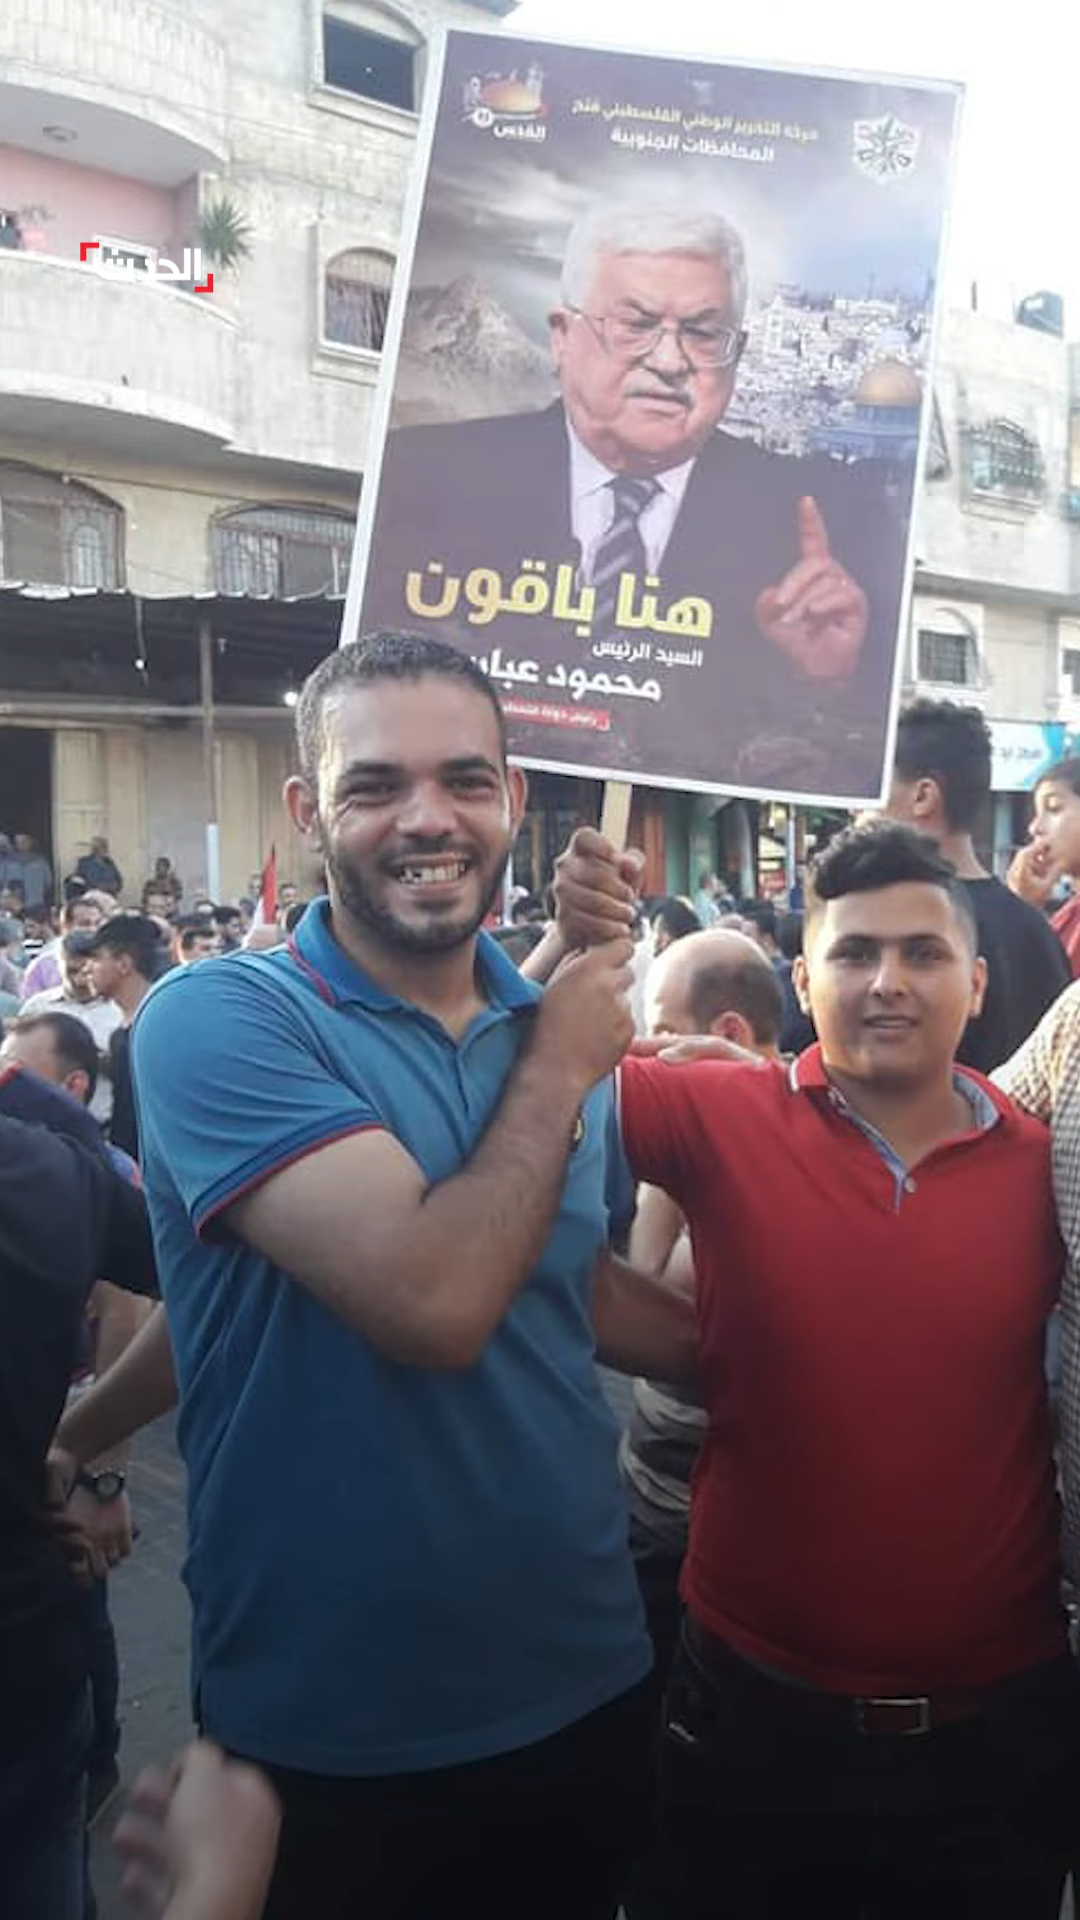 حركة التحرير الوطني الفلسطيني فتح
المحافظات الجنوبية
القدس
الحدث
هنا باقون
السيد الرئيس
محمود عباس